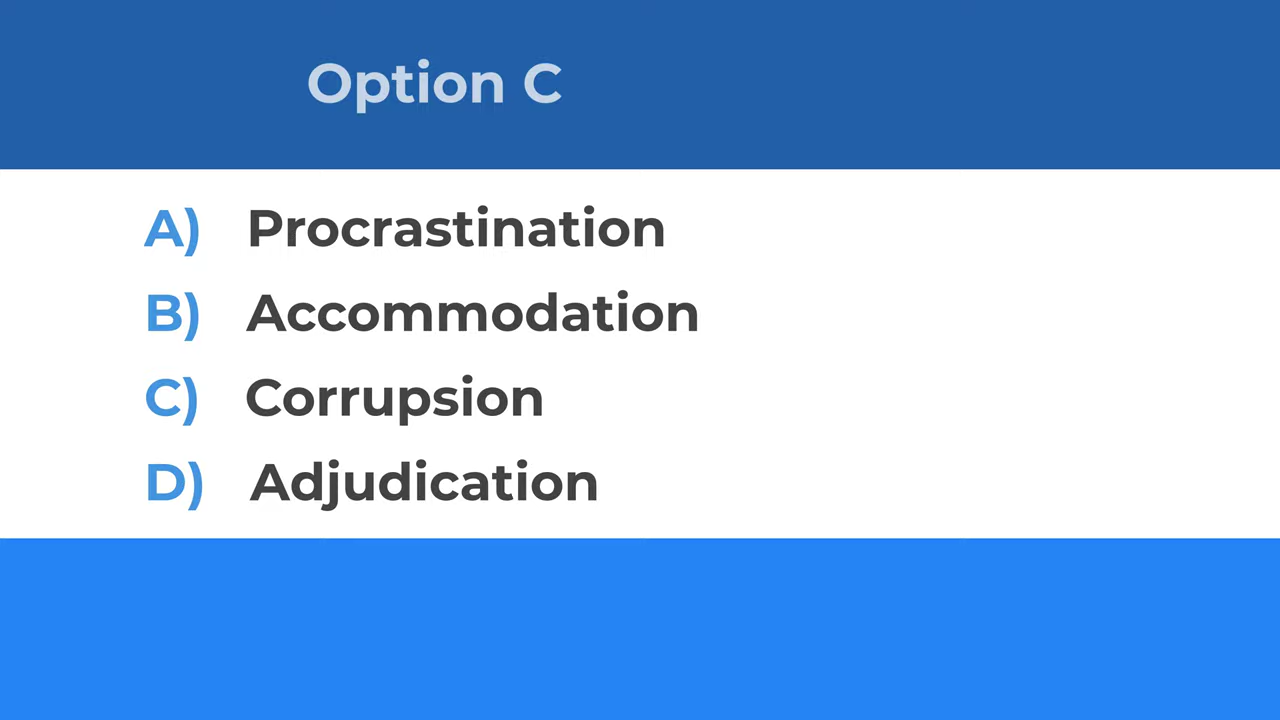 Option C
A) Procrastination
B) Accommodation
C) Corrupsion
D) Adjudication